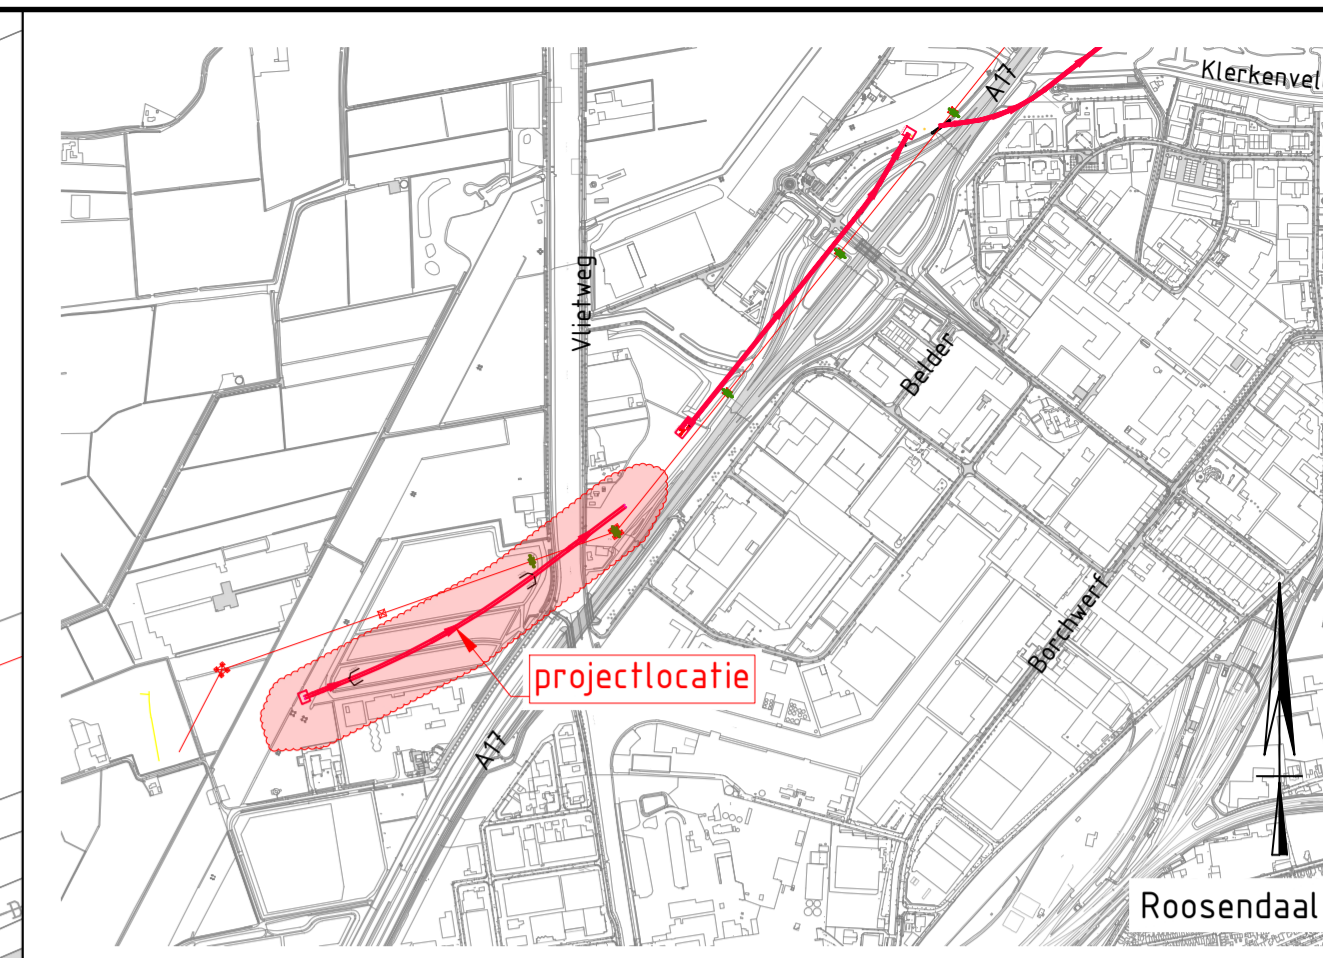 A17
Klerkenvel
Vlietweg
Belder
Borchwerf
projectlocatie
A17
Roosendaal